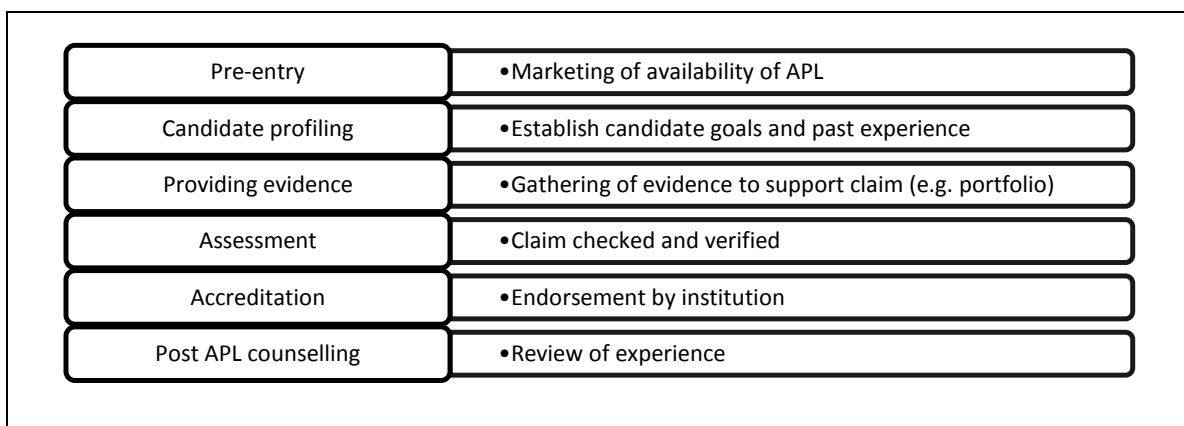 Pre-entry
•Marketing of availability of APL
Candidate profiling
•Establish candidate goals and past experience
Providing evidence
•Gathering of evidence to support claim (e.g. portfolio)
Assessment
•Claim checked and verified
Accreditation
•Endorsement by institution
Post APL counselling
•Review of experience